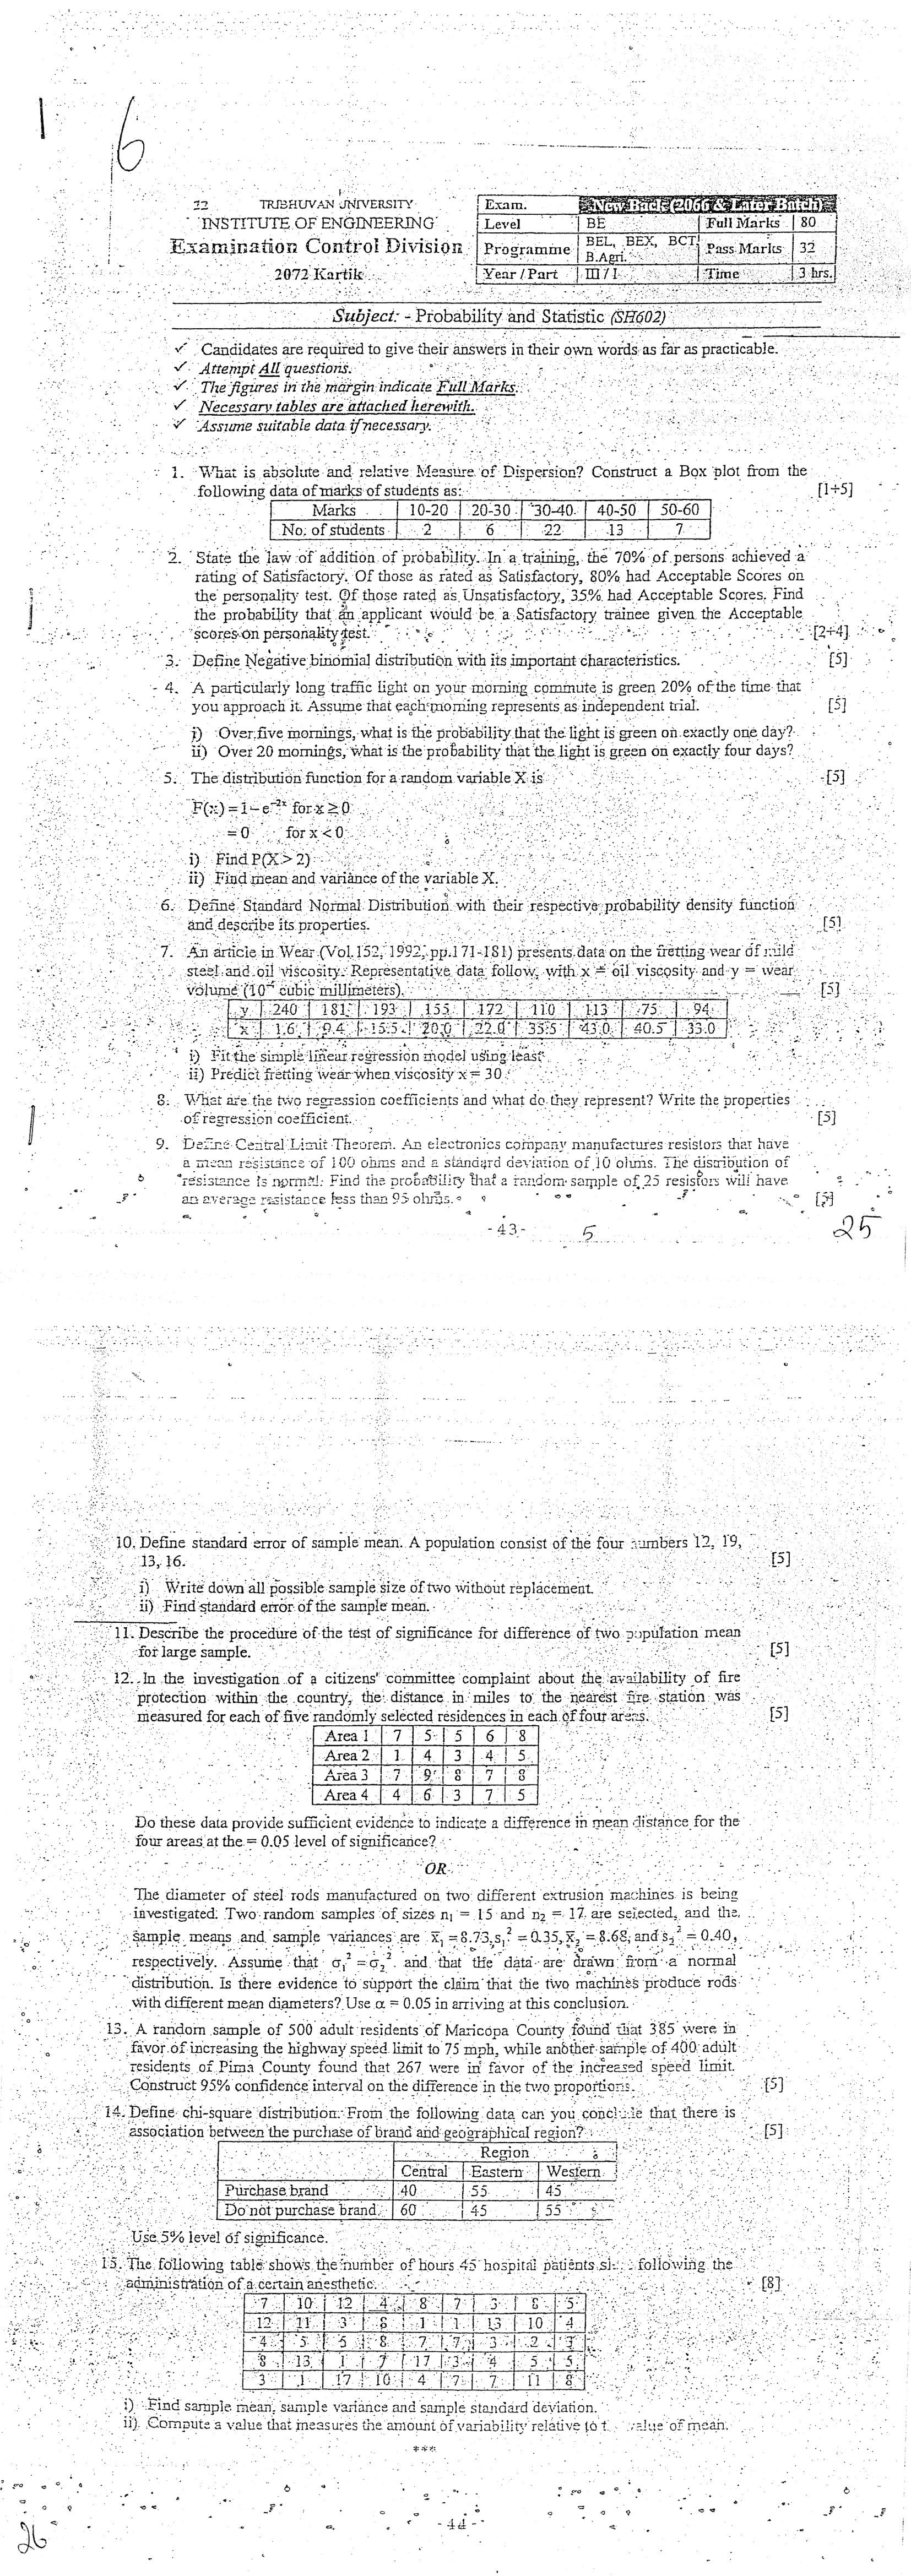 6
22 TRIBHUVAN UNIVERSITY
INSTITUTE OF ENGINEERING
Examination Control Division
2072 Kartik
Exam. New Back (2066 & Later Batch)
Level BE Full Marks 80
Programme BEL, BEX, BCT, B.Agri. Pass Marks 32
Year / Part III / I Time 3 hrs.
Subject: - Probability and Statistic (SH602)
✓ Candidates are required to give their answers in their own words as far as practicable.
✓ Attempt All questions.
✓ The figures in the margin indicate Full Marks.
✓ Necessary tables are attached herewith.
✓ Assume suitable data if necessary.
1. What is absolute and relative Measure of Dispersion? Construct a Box plot from the
following data of marks of students as: [1+5]
Marks 10-20 20-30 30-40 40-50 50-60
No. of students 2 6 22 13 7
2. State the law of addition of probability. In a training, the 70% of persons achieved a
rating of Satisfactory. Of those as rated as Satisfactory, 80% had Acceptable Scores on
the personality test. Of those rated as Unsatisfactory, 35% had Acceptable Scores. Find
the probability that an applicant would be a Satisfactory trainee given the Acceptable
scores on personality test. [2+4]
3. Define Negative binomial distribution with its important characteristics. [5]
4. A particularly long traffic light on your morning commute is green 20% of the time that
you approach it. Assume that each morning represents as independent trial. [5]
i) Over five mornings, what is the probability that the light is green on exactly one day?
ii) Over 20 mornings, what is the probability that the light is green on exactly four days?
5. The distribution function for a random variable X is [5]
F(x) = 1 – e^-2x for x ≥ 0
= 0 for x < 0
i) Find P(X > 2)
ii) Find mean and variance of the variable X.
6. Define Standard Normal Distribution with their respective probability density function
and describe its properties. [5]
7. An article in Wear (Vol.152, 1992, pp.171-181) presents data on the fretting wear of mild
steel and oil viscosity. Representative data follow, with x = oil viscosity and y = wear
volume (10^-4 cubic millimeters). [5]
y 240 181 193 155 172 110 113 75 94
x 1.6 9.4 15.5 20.0 22.0 35.5 43.0 40.5 33.0
i) Fit the simple linear regression model using least
ii) Predict fretting wear when viscosity x = 30
8. What are the two regression coefficients and what do they represent? Write the properties
of regression coefficient. [5]
9. Define Central Limit Theorem. An electronics company manufactures resistors that have
a mean resistance of 100 ohms and a standard deviation of 10 ohms. The distribution of
resistance is normal. Find the probability that a random sample of 25 resistors will have
an average resistance less than 95 ohms. [5]
- 43 - 5 25
10. Define standard error of sample mean. A population consist of the four numbers 12, 19,
13, 16. [5]
i) Write down all possible sample size of two without replacement.
ii) Find standard error of the sample mean.
11. Describe the procedure of the test of significance for difference of two population mean
for large sample. [5]
12. In the investigation of a citizens' committee complaint about the availability of fire
protection within the country, the distance in miles to the nearest fire station was
measured for each of five randomly selected residences in each of four areas. [5]
Area 1 7 5 5 6 8
Area 2 1 4 3 4 5
Area 3 7 9 8 7 8
Area 4 4 6 3 7 5
Do these data provide sufficient evidence to indicate a difference in mean distance for the
four areas at the = 0.05 level of significance?
OR
The diameter of steel rods manufactured on two different extrusion machines is being
investigated. Two random samples of sizes n₁ = 15 and n₂ = 17 are selected, and the
sample means and sample variances are x̄₁ = 8.73, s₁² = 0.35, x̄₂ = 8.68, and s₂² = 0.40,
respectively. Assume that σ₁² = σ₂² and that the data are drawn from a normal
distribution. Is there evidence to support the claim that the two machines produce rods
with different mean diameters? Use α = 0.05 in arriving at this conclusion.
13. A random sample of 500 adult residents of Maricopa County found that 385 were in
favor of increasing the highway speed limit to 75 mph, while another sample of 400 adult
residents of Pima County found that 267 were in favor of the increased speed limit.
Construct 95% confidence interval on the difference in the two proportions. [5]
14. Define chi-square distribution. From the following data can you conclude that there is
association between the purchase of brand and geographical region? [5]
Region
Central Eastern Western
Purchase brand 40 55 45
Do not purchase brand 60 45 55
Use 5% level of significance.
15. The following table shows the number of hours 45 hospital patients following the
administration of a certain anesthetic. [8]
7 10 12 4 8 7 3 8 5
12 11 3 8 1 1 13 10 4
4 5 5 8 7 7 3 2 3
8 13 1 7 17 3 4 5 5
3 1 17 10 4 7 7 11 8
i) Find sample mean, sample variance and sample standard deviation.
ii) Compute a value that measures the amount of variability relative to value of mean.
***
- 44 -
26